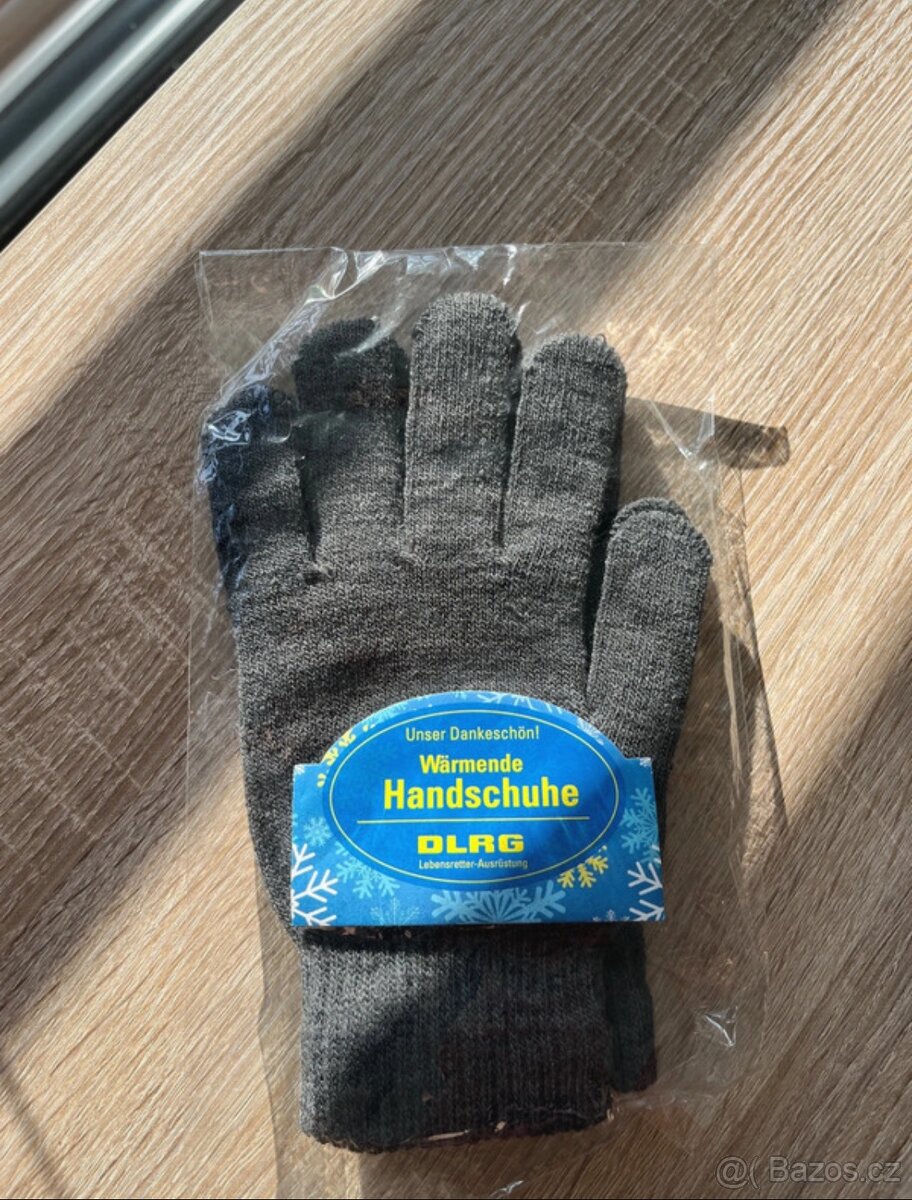 Unser Dankeschön!
Wärmende
Handschuhe
DLRG
Lebensretter-Ausrüstung
@( Bazos.cz